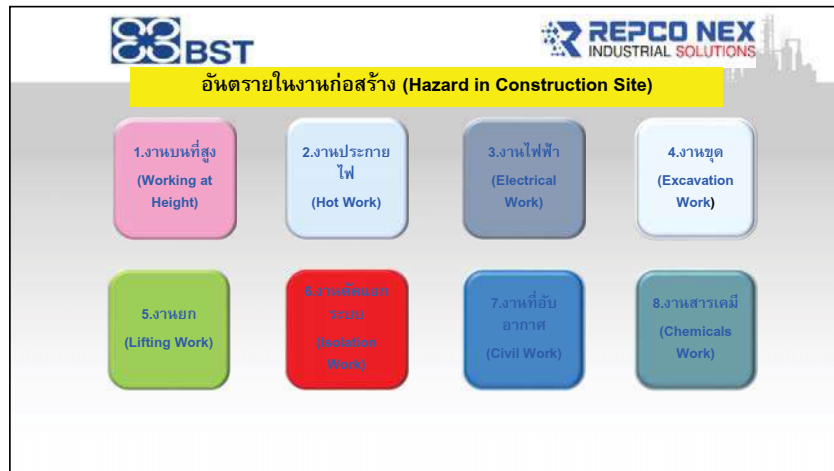 BST
REPCO NEX
INDUSTRIAL SOLUTIONS
อันตรายในงานก่อสร้าง (Hazard in Construction Site)
1.งานบนที่สูง
(Working at
Height)
2.งานประกาย
ไฟ
(Hot Work)
3.งานไฟฟ้า
(Electrical
Work)
4.งานขุด
(Excavation
Work)
5.งานยก
(Lifting Work)
6.งานตัดแยก
ระบบ
(Isolation
Work)
7.งานที่อับ
อากาศ
(Civil Work)
8.งานสารเคมี
(Chemicals
Work)